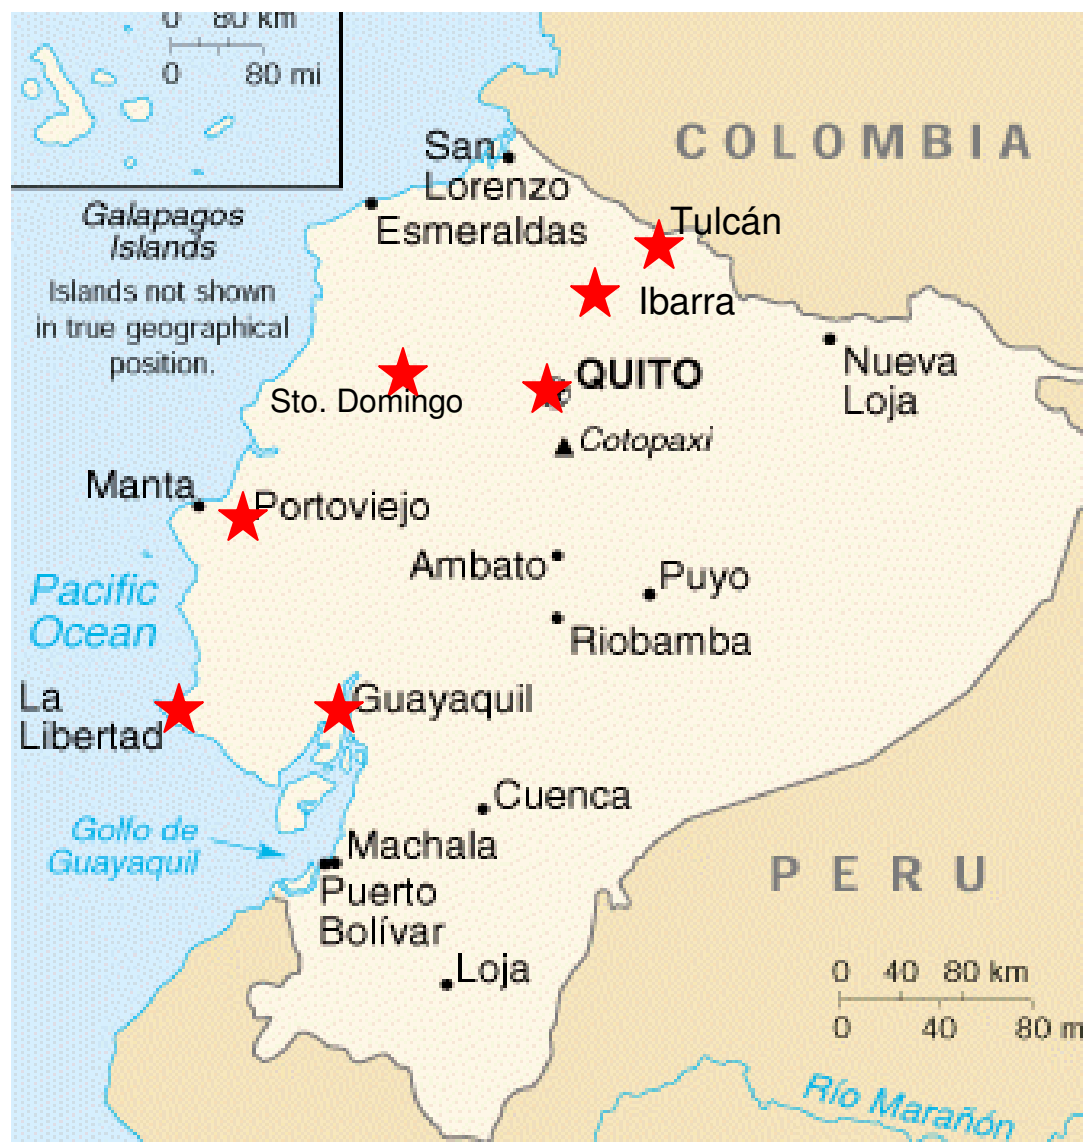 0 80 km
0 80 mi
COLOMBIA
San
Lorenzo
Galapagos
Islands
Esmeraldas
Tulcán
Islands not shown
in true geographical
position.
Ibarra
QUITO
Nueva
Loja
Sto. Domingo
Cotopaxi
Manta
Portoviejo
Ambato
Puyo
Pacific
Ocean
Riobamba
La
Libertad
Guayaquil
Cuenca
Golfo de
Guayaquil
Machala
PERU
Puerto
Bolívar
Loja
0 40 80 km
0 40 80 m
Río Marañón